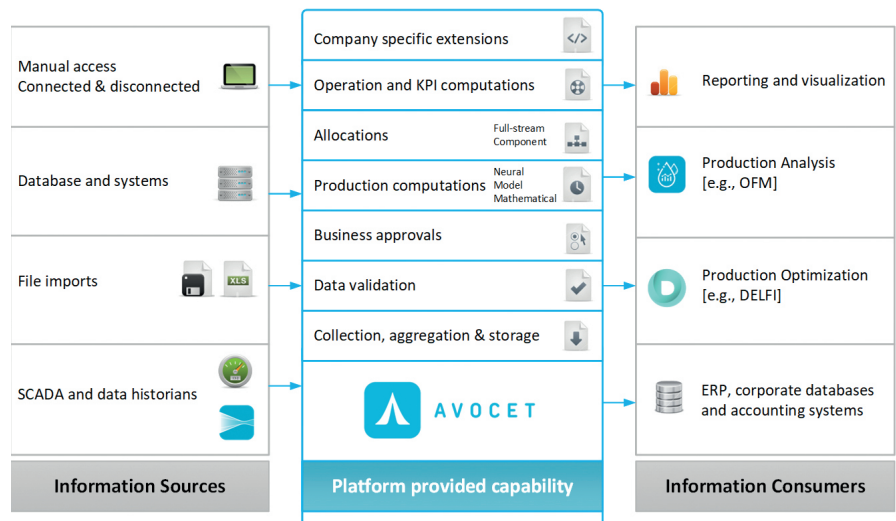 Manual access
Connected & disconnected
Database and systems
File imports
XLS
SCADA and data historians
Information Sources
Company specific extensions
</>
Operation and KPI computations
Allocations
Full-stream
Component
Production computations
Neural
Model
Mathematical
Business approvals
Data validation
Collection, aggregation & storage
AVOCET
Platform provided capability
Reporting and visualization
Production Analysis
[e.g., OFM]
Production Optimization
[e.g., DELFI]
ERP, corporate databases
and accounting systems
Information Consumers